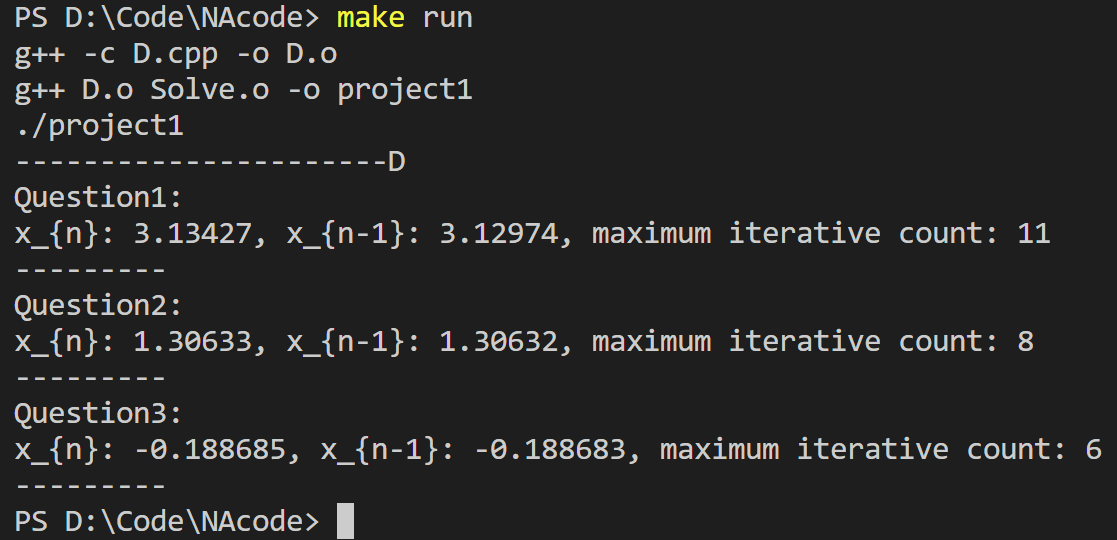 PS D:\Code\NAcode> make run
g++ -c D.cpp -o D.o
g++ D.o Solve.o -o project1
./project1
----------------------D
Question1:
x_{n}: 3.13427, x_{n-1}: 3.12974, maximum iterative count: 11
---------
Question2:
x_{n}: 1.30633, x_{n-1}: 1.30632, maximum iterative count: 8
---------
Question3:
x_{n}: -0.188685, x_{n-1}: -0.188683, maximum iterative count: 6
---------
PS D:\Code\NAcode>